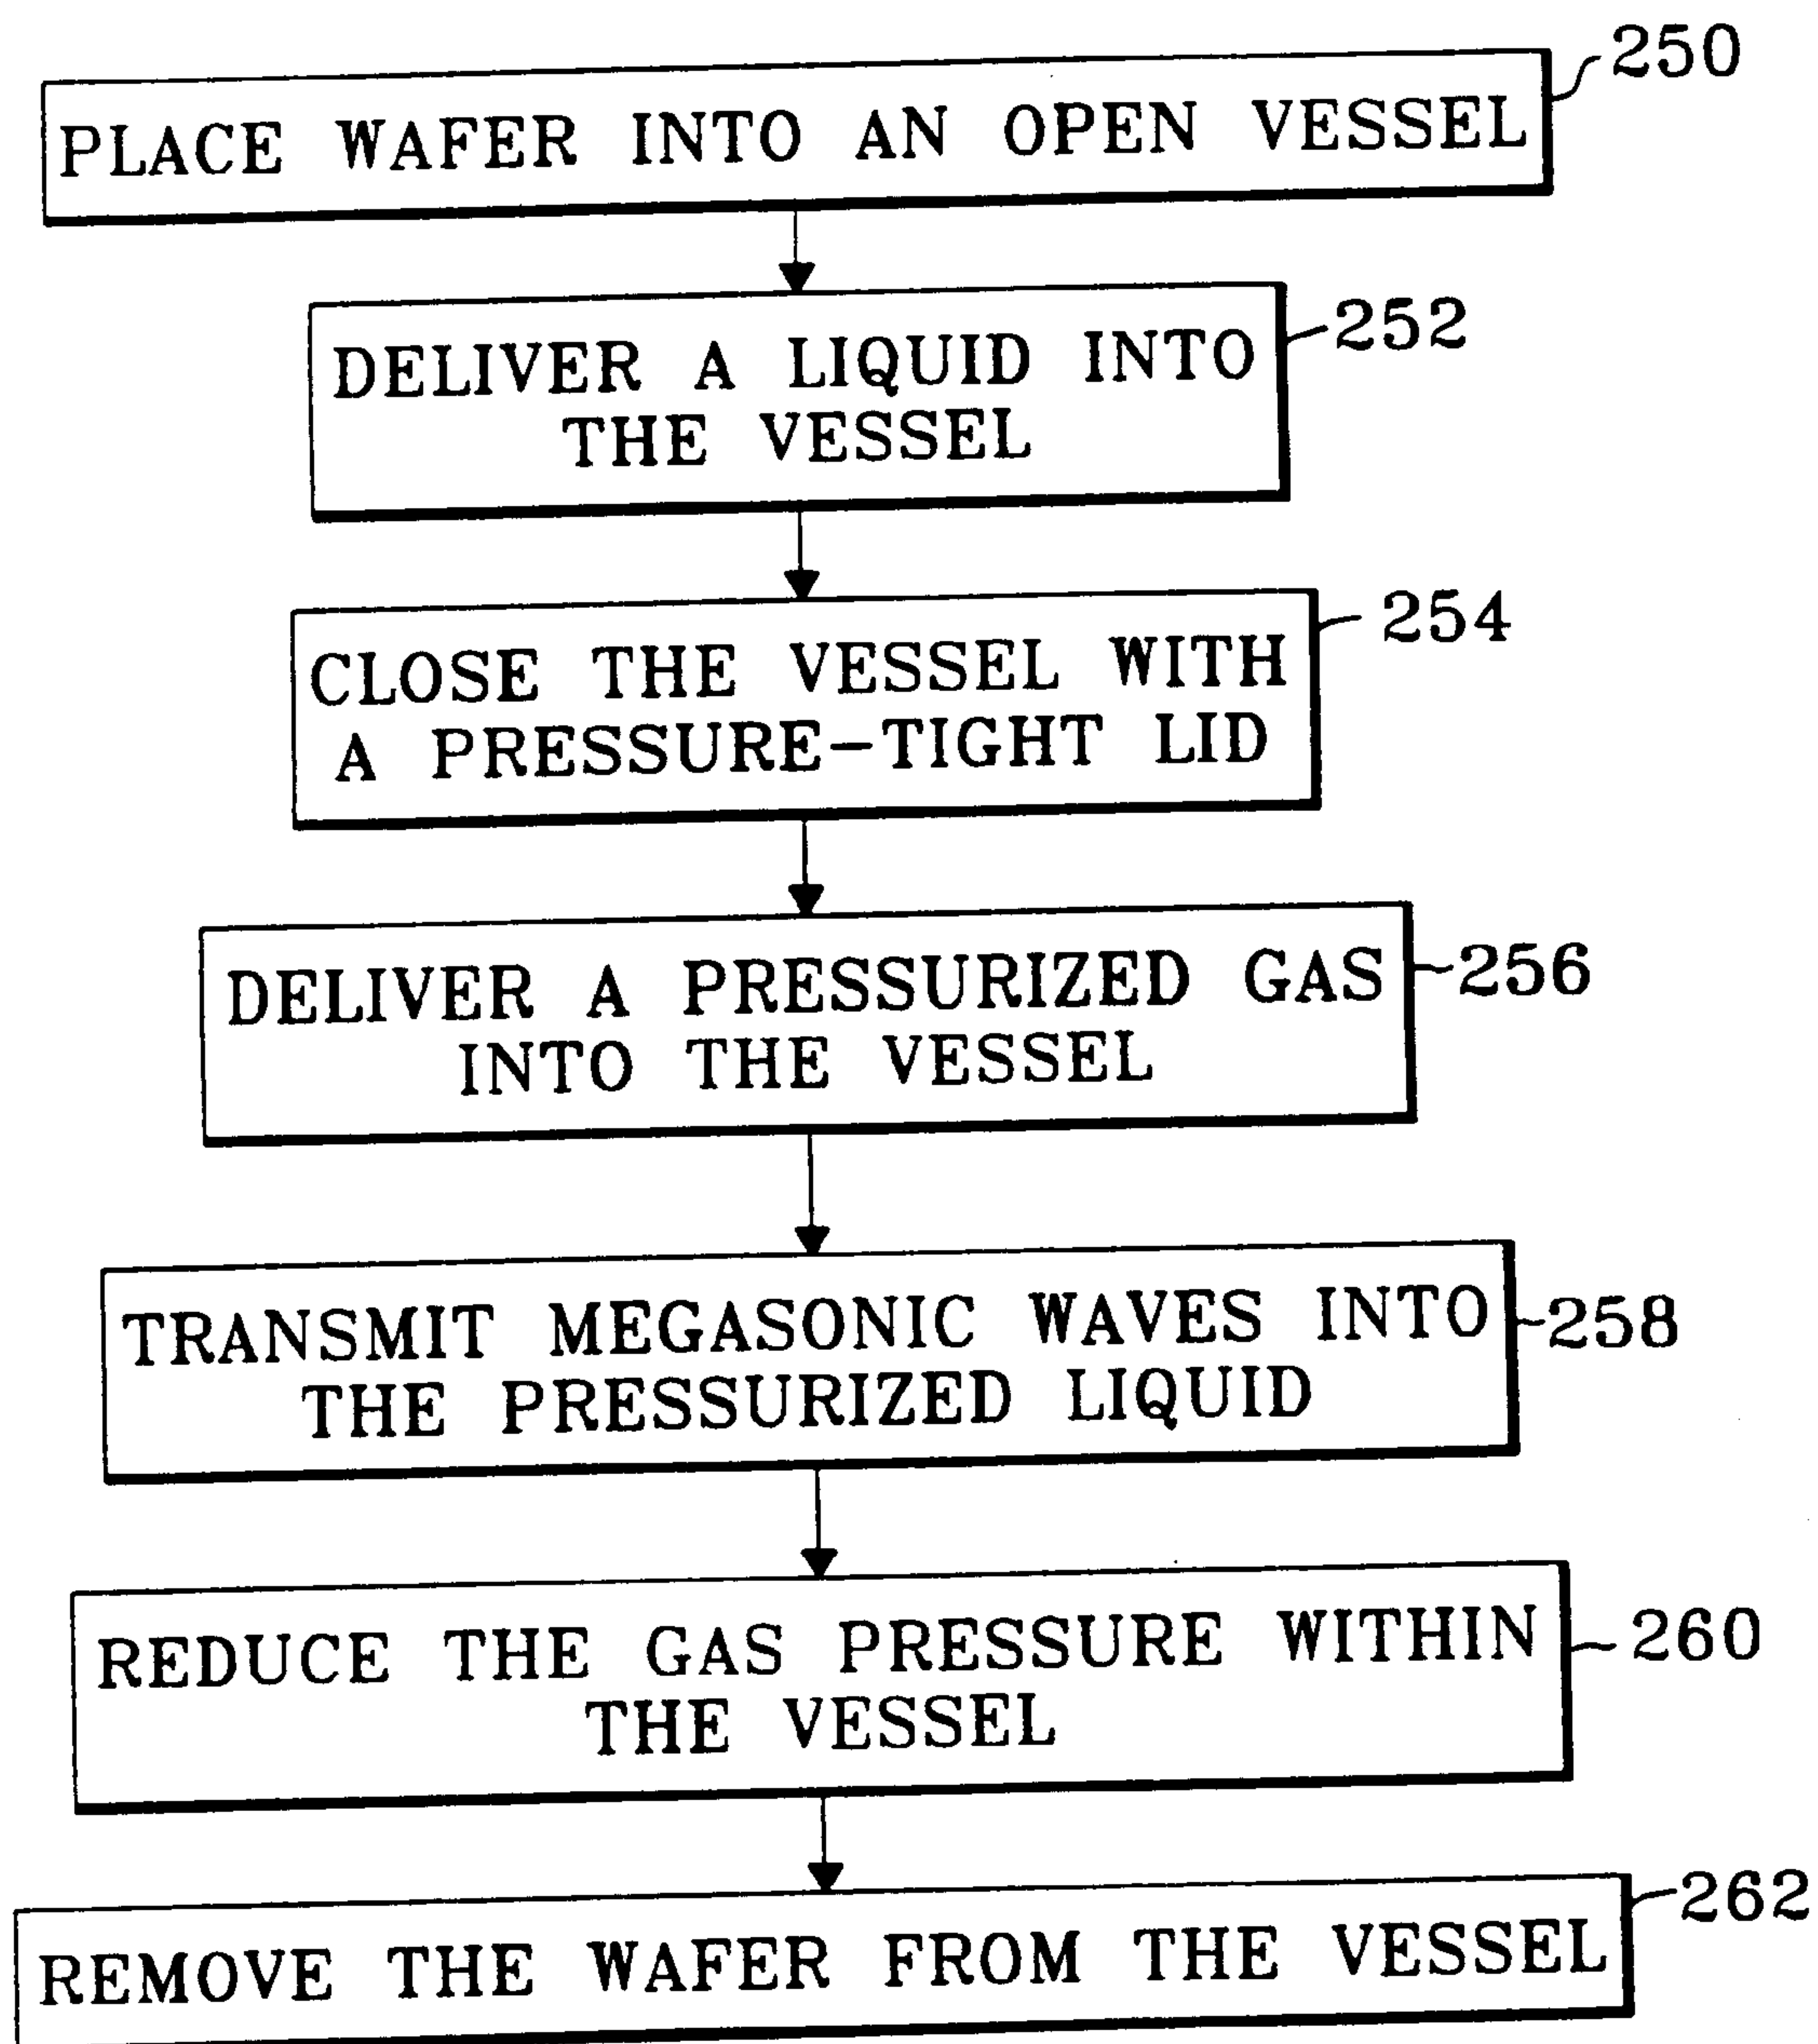 250
PLACE WAFER INTO AN OPEN VESSEL
252
DELIVER A LIQUID INTO
THE VESSEL
254
CLOSE THE VESSEL WITH
A PRESSURE-TIGHT LID
256
DELIVER A PRESSURIZED GAS
INTO THE VESSEL
258
TRANSMIT MEGASONIC WAVES INTO
THE PRESSURIZED LIQUID
260
REDUCE THE GAS PRESSURE WITHIN
THE VESSEL
262
REMOVE THE WAFER FROM THE VESSEL